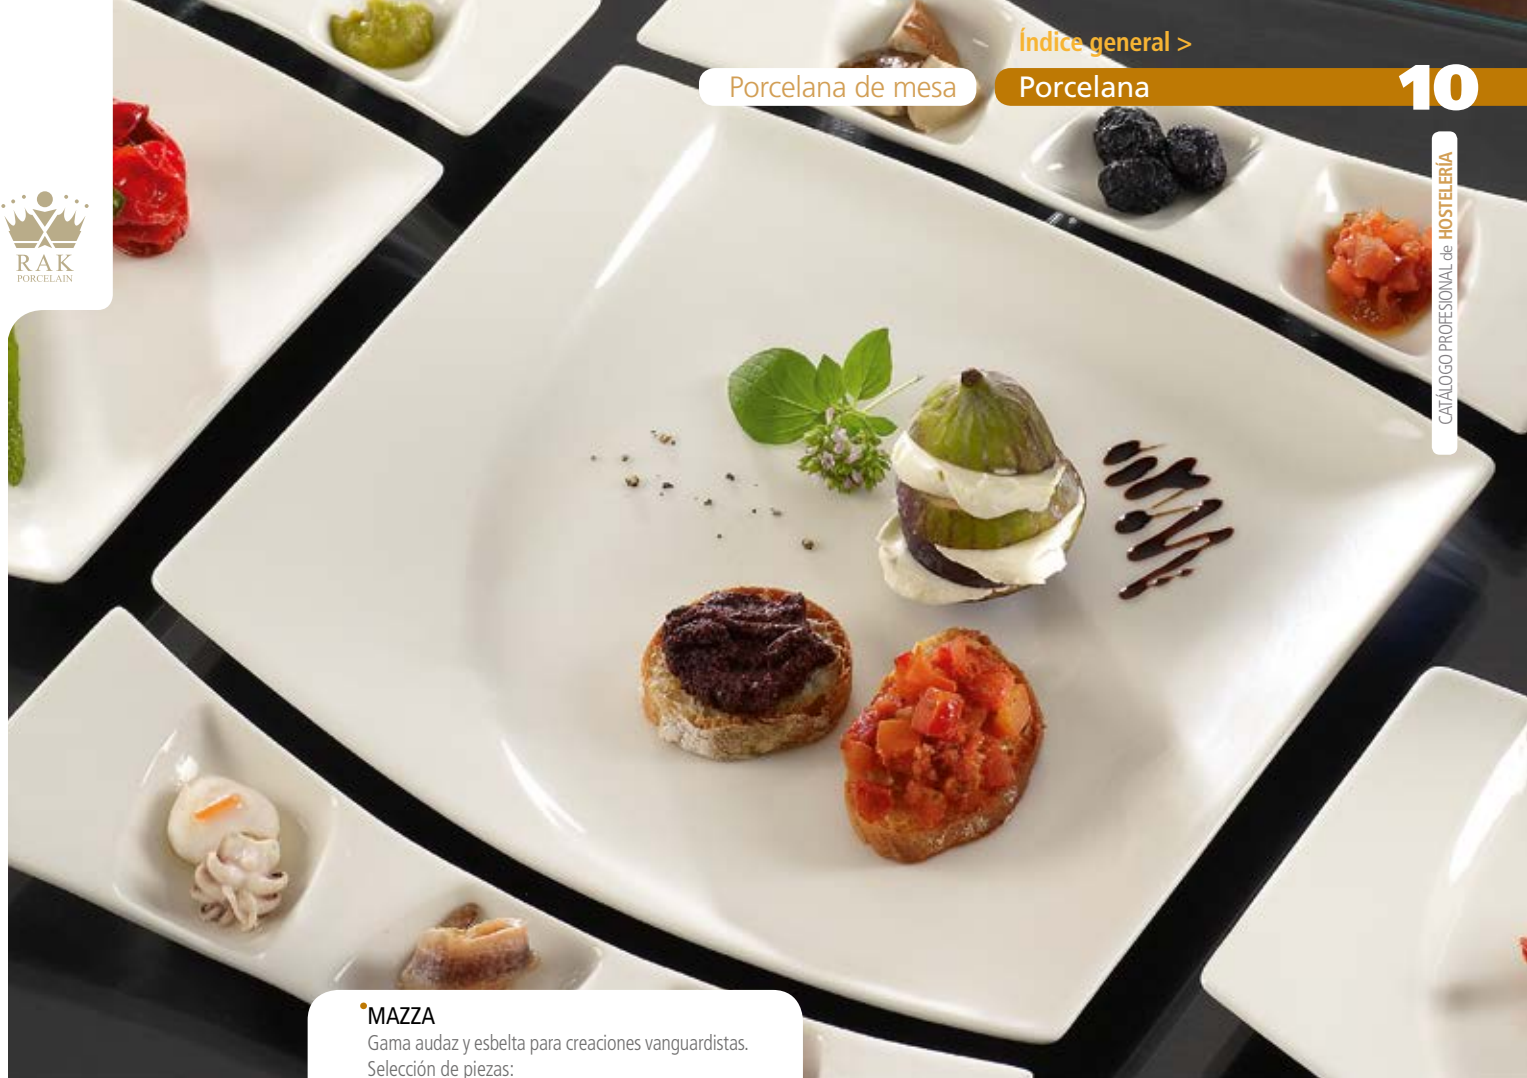 Índice general >
Porcelana de mesa
Porcelana
10
CATÁLOGO PROFESIONAL de HOSTELERÍA
RAK
PORCELAIN
MAZZA
Gama audaz y esbelta para creaciones vanguardistas.
Selección de piezas: